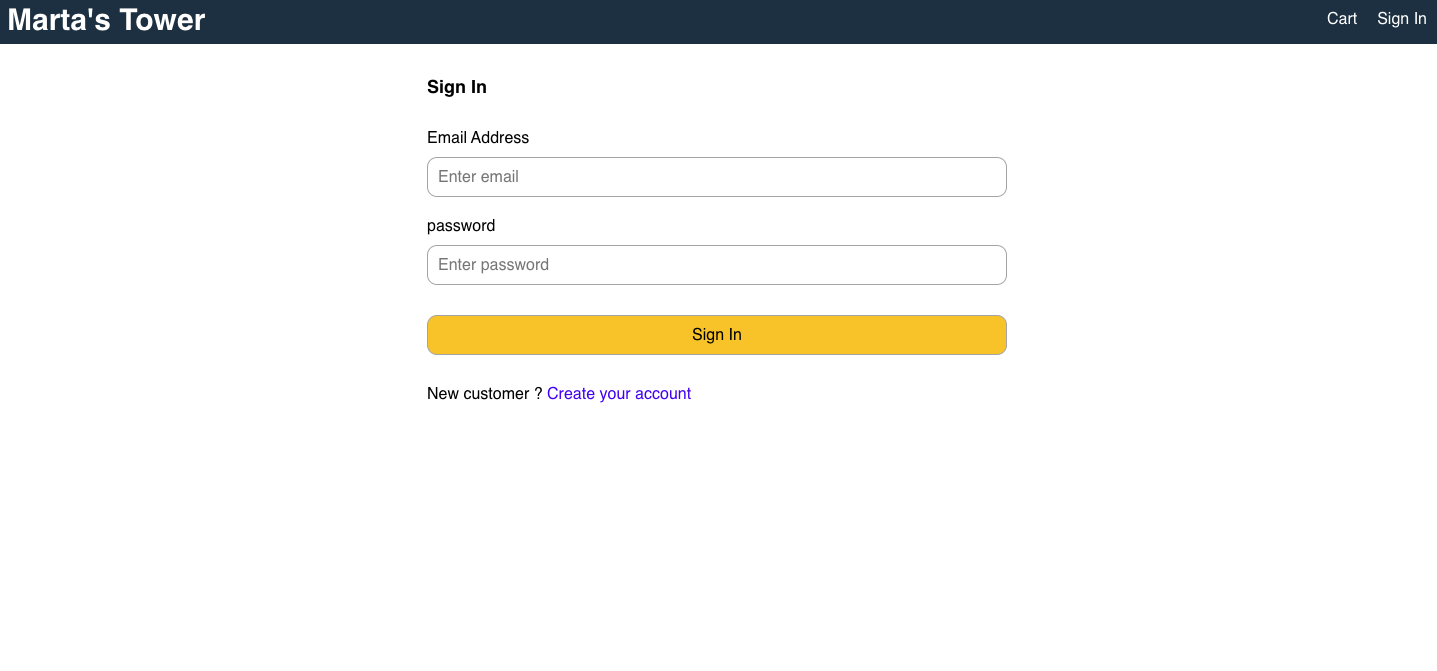 Marta's Tower
Cart Sign In
Sign In
Email Address
Enter email
password
Enter password
Sign In
New customer ? Create your account